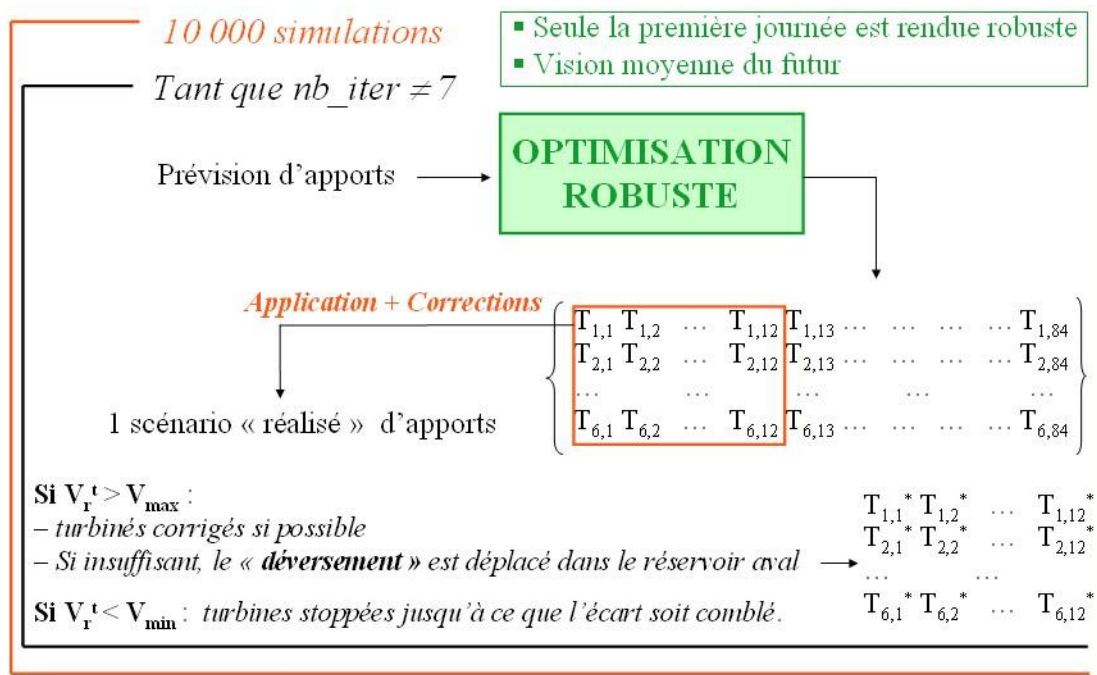 10 000 simulations
▪ Seule la première journée est rendue robuste
▪ Vision moyenne du futur
Tant que nb_iter ≠ 7
Prévision d'apports
OPTIMISATION
ROBUSTE
Application + Corrections
T1,1 T1,2 ... T1,12 T1,13 ... ... ... ... T1,84
T2,1 T2,2 ... T2,12 T2,13 ... ... ... ... T2,84
... ... ... ... ...
T6,1 T6,2 ... T6,12 T6,13 ... ... ... ... T6,84
1 scénario « réalisé » d'apports
Si Vr^t > Vmax :
– turbinés corrigés si possible
– Si insuffisant, le « déversement » est déplacé dans le réservoir aval
Si Vr^t < Vmin : turbines stoppées jusqu'à ce que l'écart soit comblé.
T1,1* T1,2* ... T1,12*
T2,1* T2,2* ... T2,12*
... ...
T6,1* T6,2* ... T6,12*